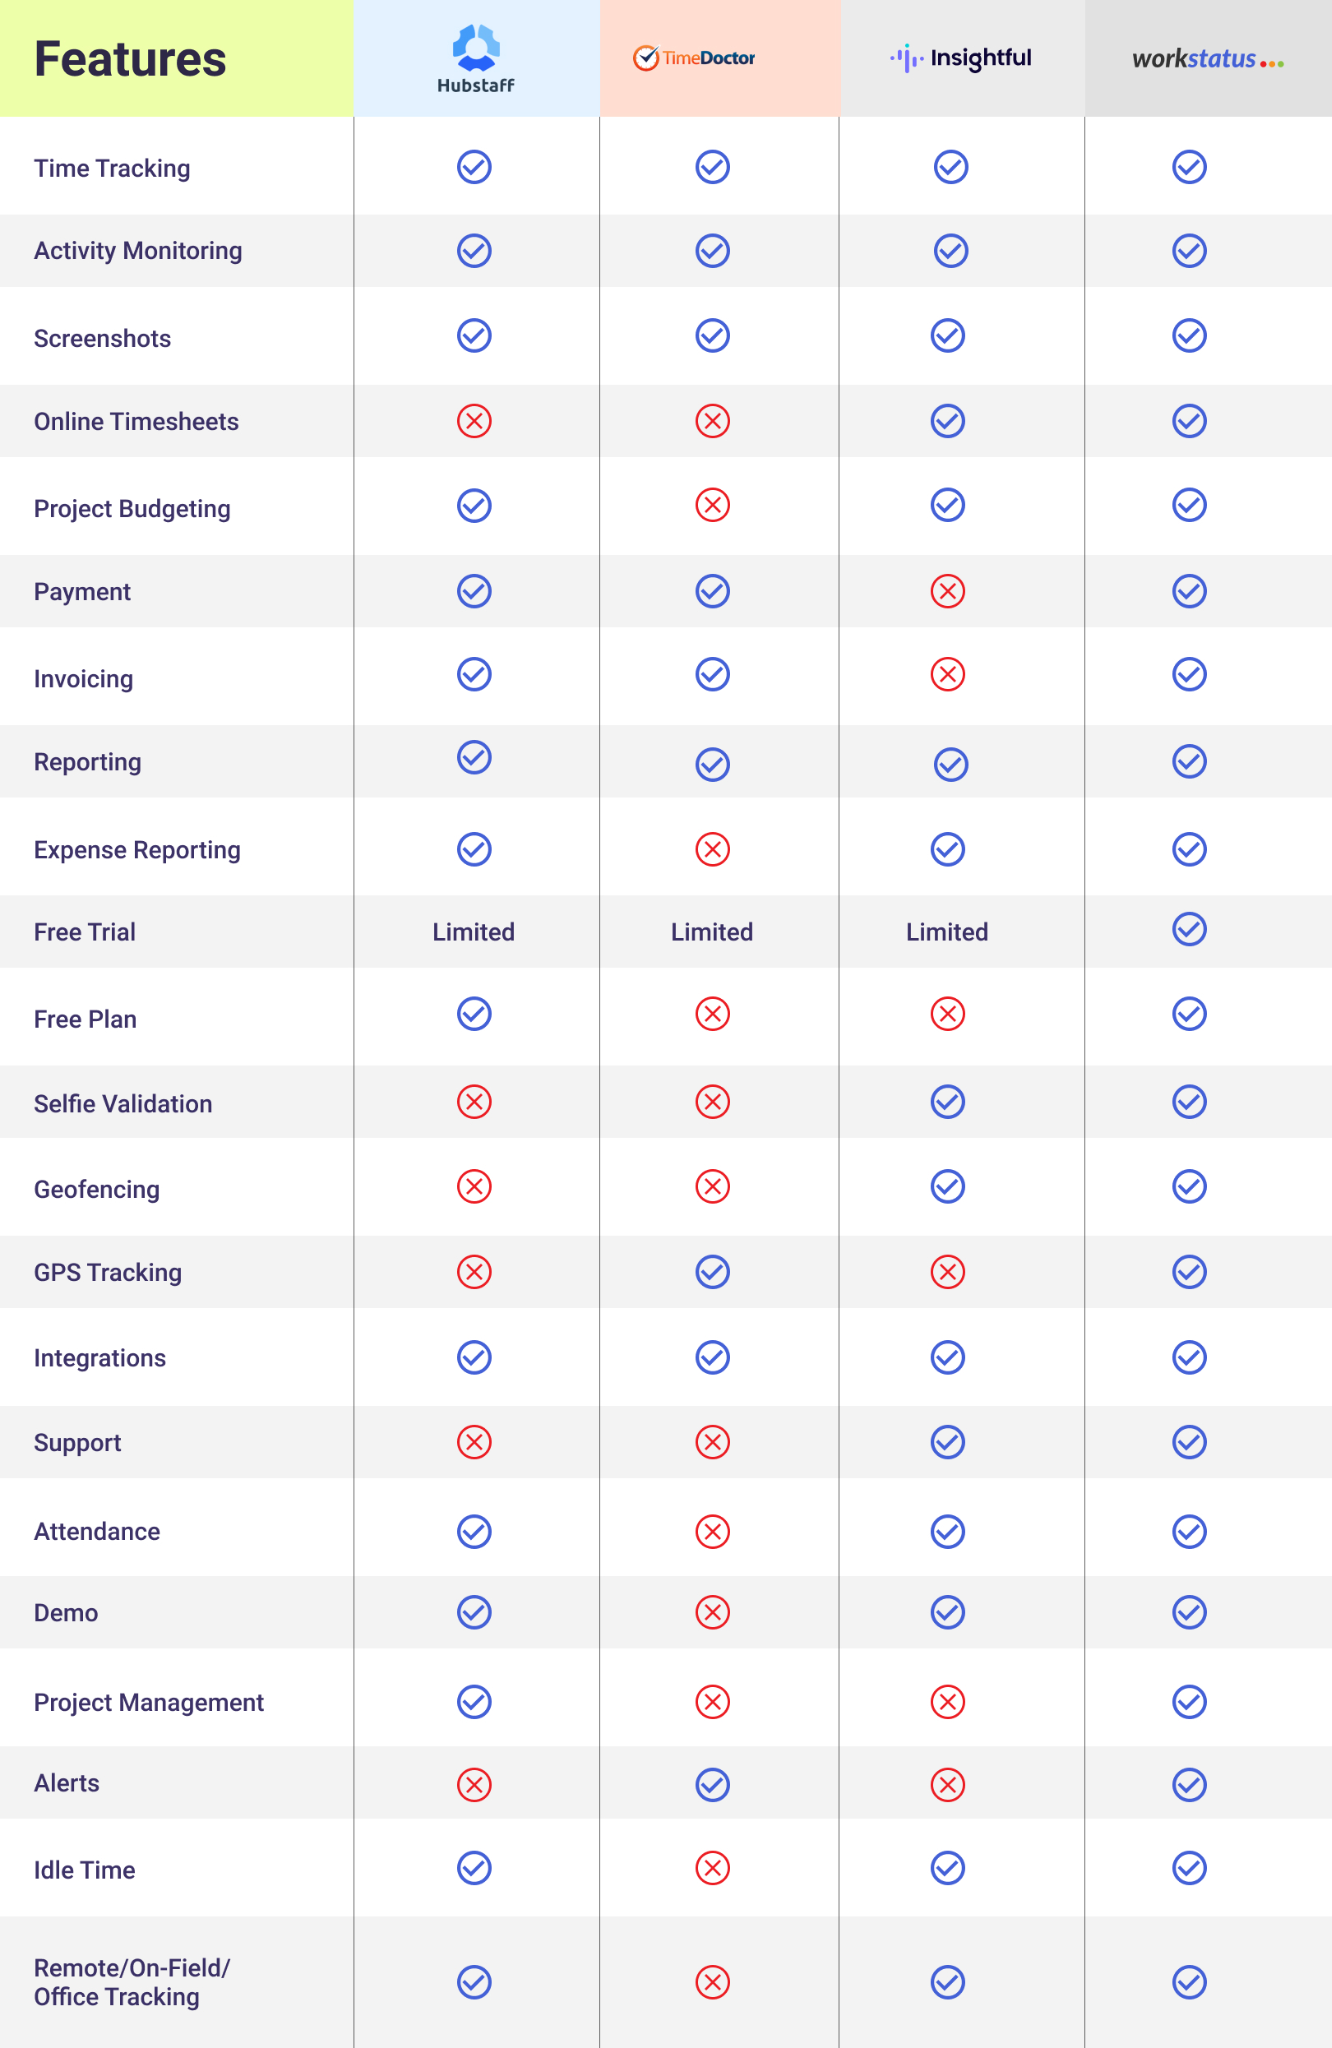 Features
Hubstaff
TimeDoctor
Insightful
workstatus
Time Tracking
Activity Monitoring
Screenshots
Online Timesheets
Project Budgeting
Payment
Invoicing
Reporting
Expense Reporting
Free Trial Limited Limited Limited
Free Plan
Selfie Validation
Geofencing
GPS Tracking
Integrations
Support
Attendance
Demo
Project Management
Alerts
Idle Time
Remote/On-Field/
Office Tracking